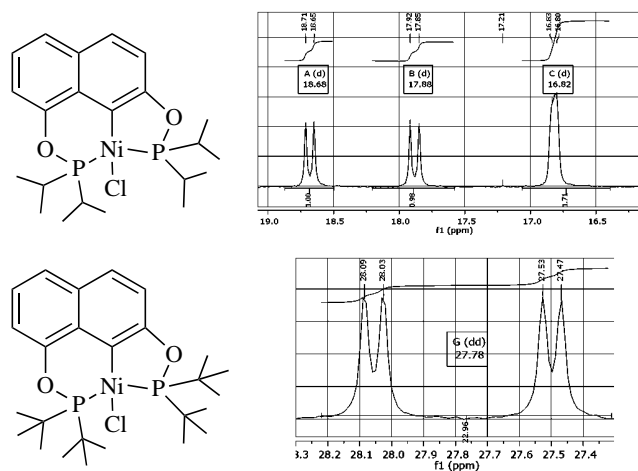 18.71
18.65
17.92
17.85
17.21
16.83
16.80
A (d)
18.68
B (d)
17.88
C (d)
16.82
1.00
0.98
1.71
19.0 18.5 18.0 17.5 17.0 16.5
f1 (ppm)
O
O
P
Ni
P
Cl
28.09
28.03
27.53
27.47
G (dd)
27.78
22.96
3.3 28.1 28.0 27.9 27.8 27.7 27.6 27.5 27.4
f1 (ppm)
O
O
P
Ni
P
Cl